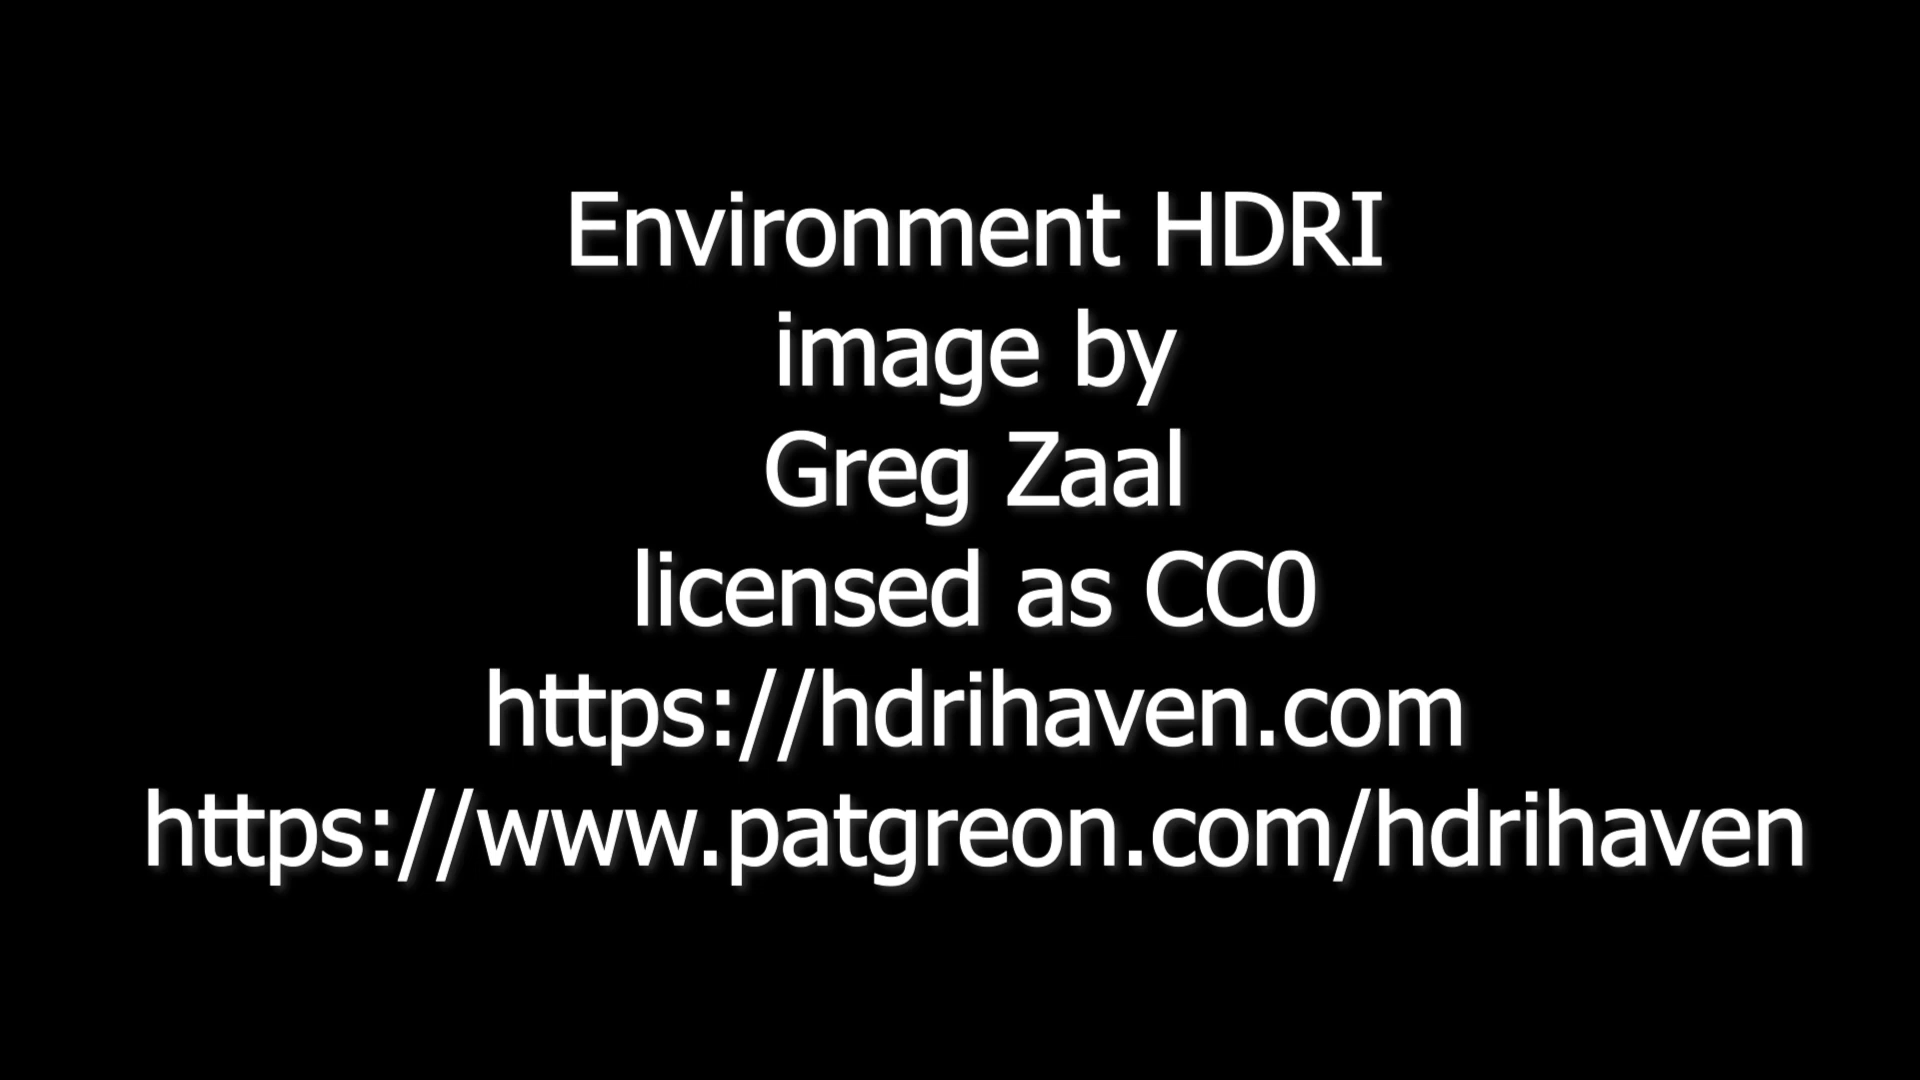 Environment HDRI
image by
Greg Zaal
licensed as CC0
https://hdrihaven.com
https://www.patgreon.com/hdrihaven